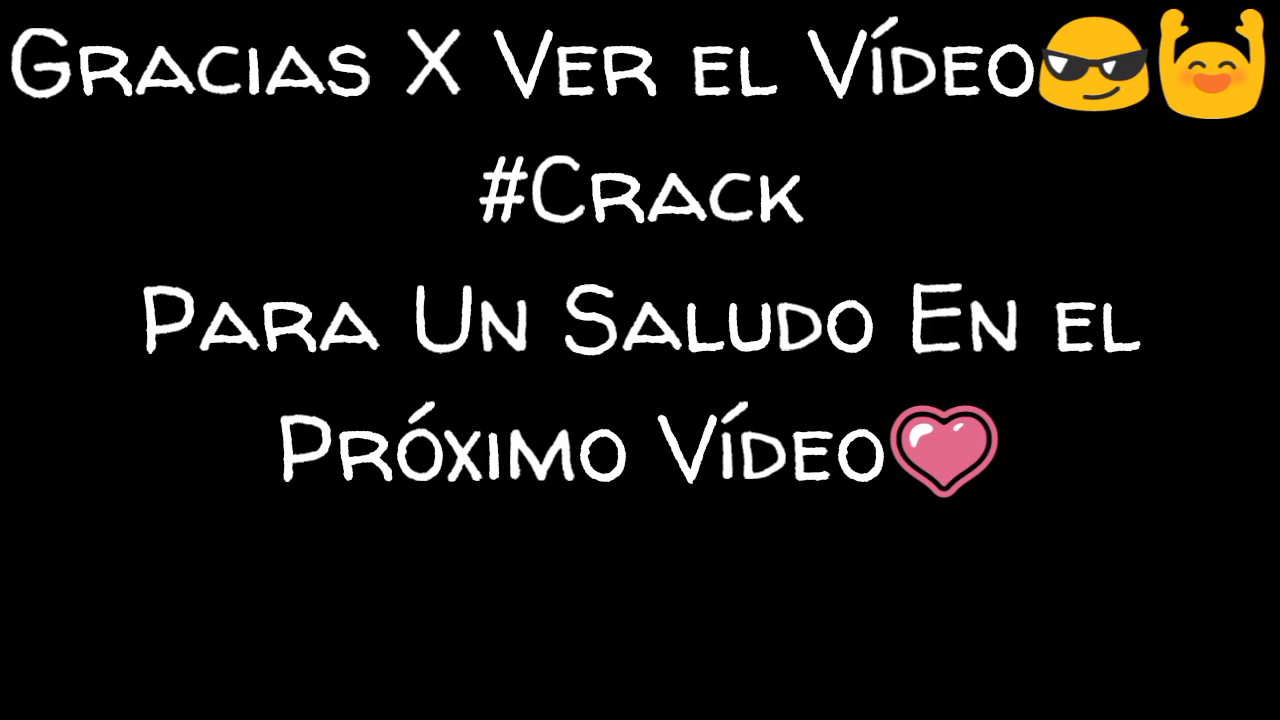 Gracias X Ver el Vídeo😎🙌
#Crack
Para Un Saludo En el
Próximo Vídeo💗